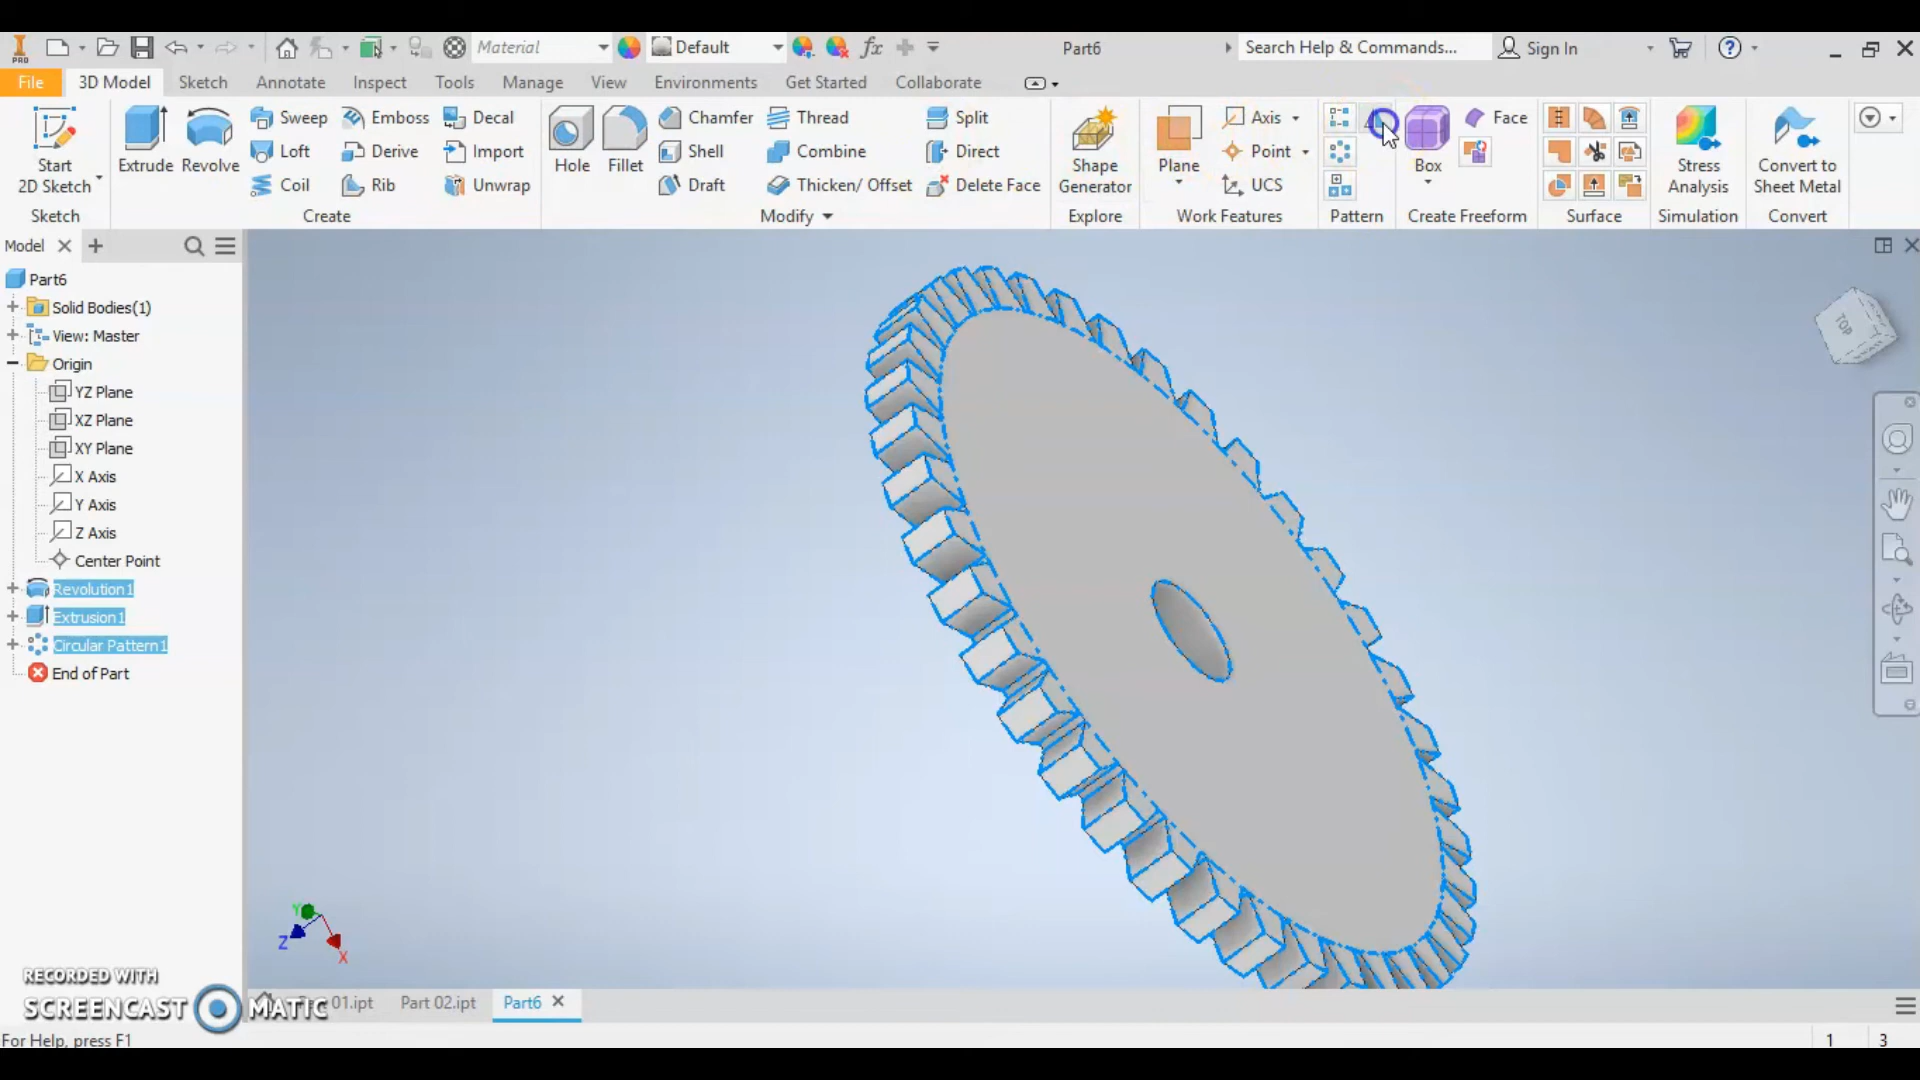 PRO
Material
Default
Part6
Search Help & Commands...
Sign In
File
3D Model
Sketch
Annotate
Inspect
Tools
Manage
View
Environments
Get Started
Collaborate
Start
2D Sketch
Sketch
Extrude
Revolve
Sweep
Emboss
Decal
Loft
Derive
Import
Coil
Rib
Unwrap
Create
Hole
Fillet
Chamfer
Thread
Split
Shell
Combine
Direct
Draft
Thicken/ Offset
Delete Face
Modify
Shape
Generator
Explore
Plane
Axis
Point
UCS
Work Features
Pattern
Box
Face
Create Freeform
Surface
Stress
Analysis
Simulation
Convert to
Sheet Metal
Convert
Model
Part6
Solid Bodies(1)
View: Master
Origin
YZ Plane
XZ Plane
XY Plane
X Axis
Y Axis
Z Axis
Center Point
Revolution1
Extrusion1
Circular Pattern1
End of Part
TOP
Y
Z
X
RECORDED WITH
SCREENCAST MATIC
01.ipt
Part 02.ipt
Part6
For Help, press F1
1
3